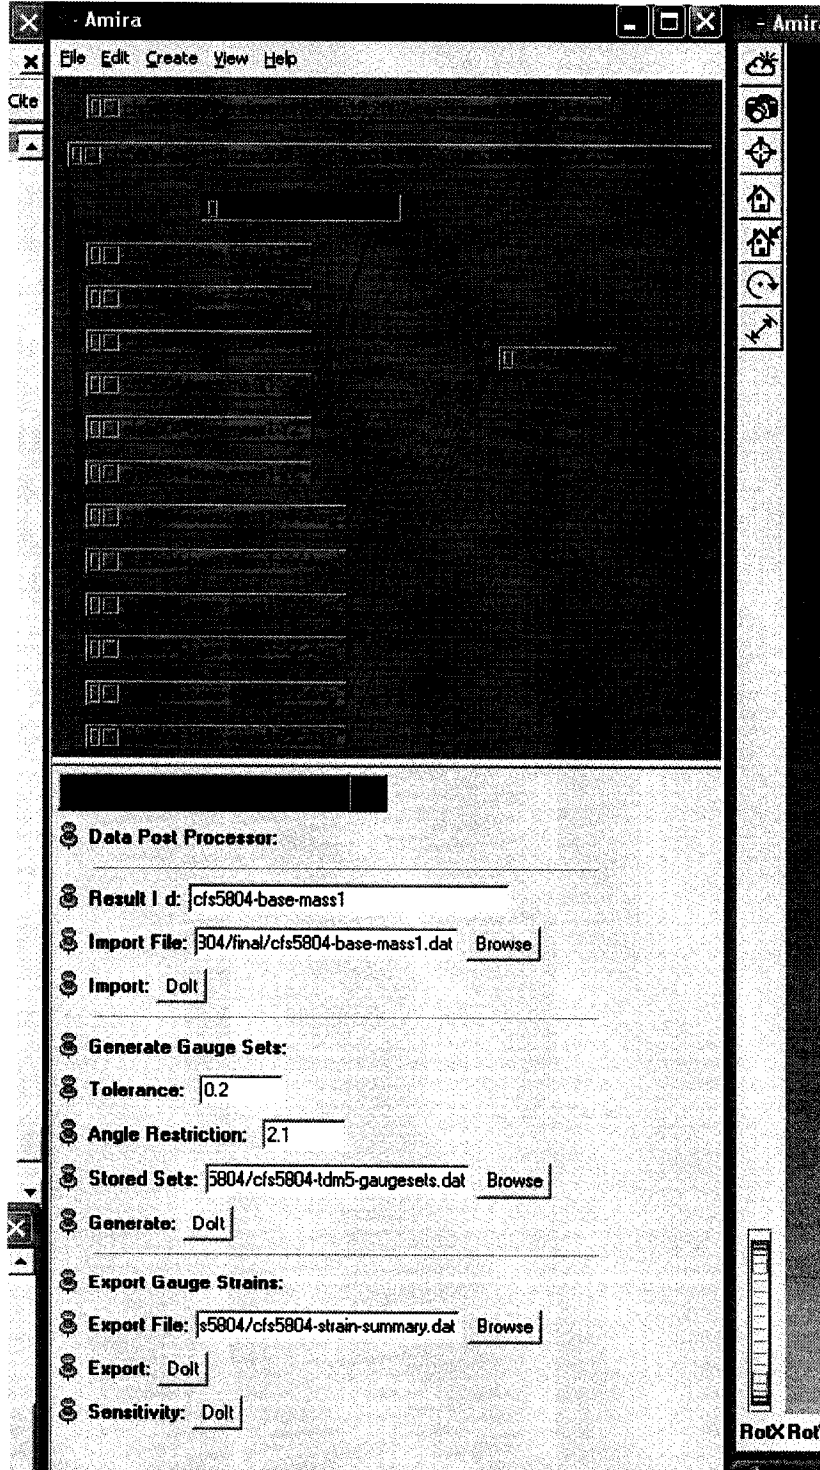 - Amira
- Amira
File Edit Create View Help
Cite
Data Post Processor:
Result I d: cfs5804-base-mass1
Import File: 304/final/cfs5804-base-mass1.dat Browse
Import: DoIt
Generate Gauge Sets:
Tolerance: 0.2
Angle Restriction: 2.1
Stored Sets: 5804/cfs5804-tdm5-gaugesets.dat Browse
Generate: DoIt
Export Gauge Strains:
Export File: s5804/cfs5804-strain-summary.dat Browse
Export: DoIt
Sensitivity: DoIt
RotX Rot